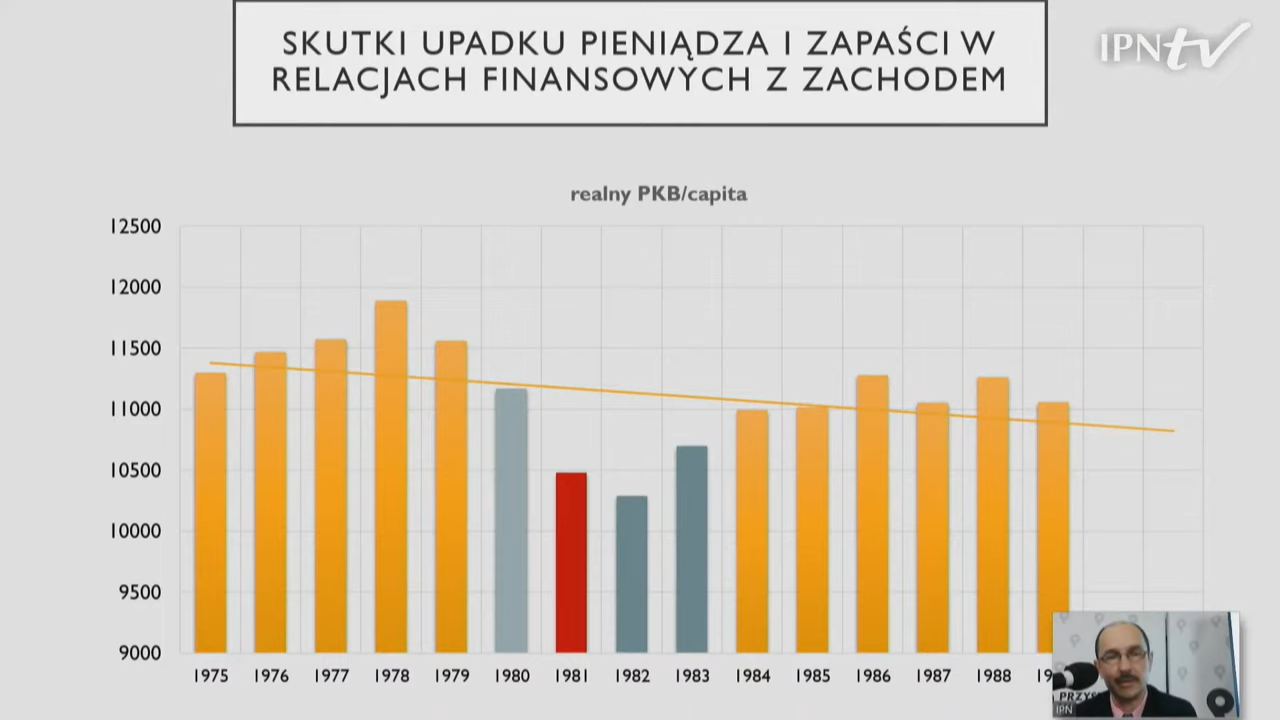 SKUTKI UPADKU PIENIĄDZA I ZAPAŚCI W
RELACJACH FINANSOWYCH Z ZACHODEM
IPNtv
realny PKB/capita
12500
12000
11500
11000
10500
10000
9500
9000
1975 1976 1977 1978 1979 1980 1981 1982 1983 1984 1985 1986 1987 1988
IPN